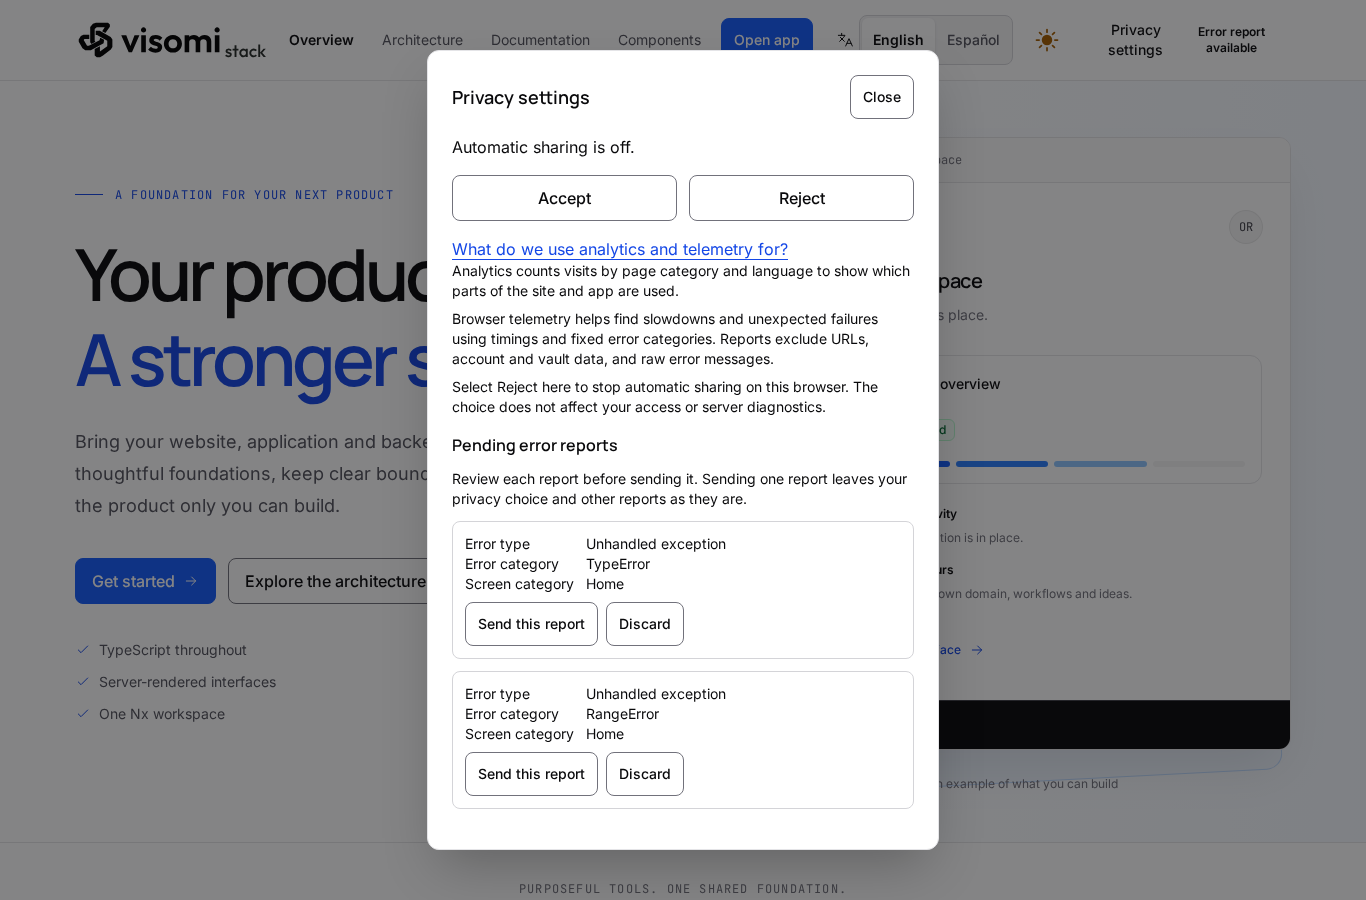 visomi stack
Overview
Architecture
Documentation
Components
Open app
English
Español
Privacy settings
Error report available
Privacy settings
Close
Automatic sharing is off.
Accept
Reject
What do we use analytics and telemetry for?
Analytics counts visits by page category and language to show which
parts of the site and app are used.
Browser telemetry helps find slowdowns and unexpected failures
using timings and fixed error categories. Reports exclude URLs,
account and vault data, and raw error messages.
Select Reject here to stop automatic sharing on this browser. The
choice does not affect your access or server diagnostics.
Pending error reports
Review each report before sending it. Sending one report leaves your
privacy choice and other reports as they are.
Error type Unhandled exception
Error category TypeError
Screen category Home
Send this report
Discard
Error type Unhandled exception
Error category RangeError
Screen category Home
Send this report
Discard
A FOUNDATION FOR YOUR NEXT PRODUCT
Your
A stronger
Bring your website, application and
thoughtful foundations, keep clear
the product only you can build.
Get started
Explore the architecture
TypeScript throughout
Server-rendered interfaces
One Nx workspace
OR
place.
overview
is in place.
own domain, workflows and ideas.
example of what you can build
PURPOSEFUL TOOLS. ONE SHARED FOUNDATION.